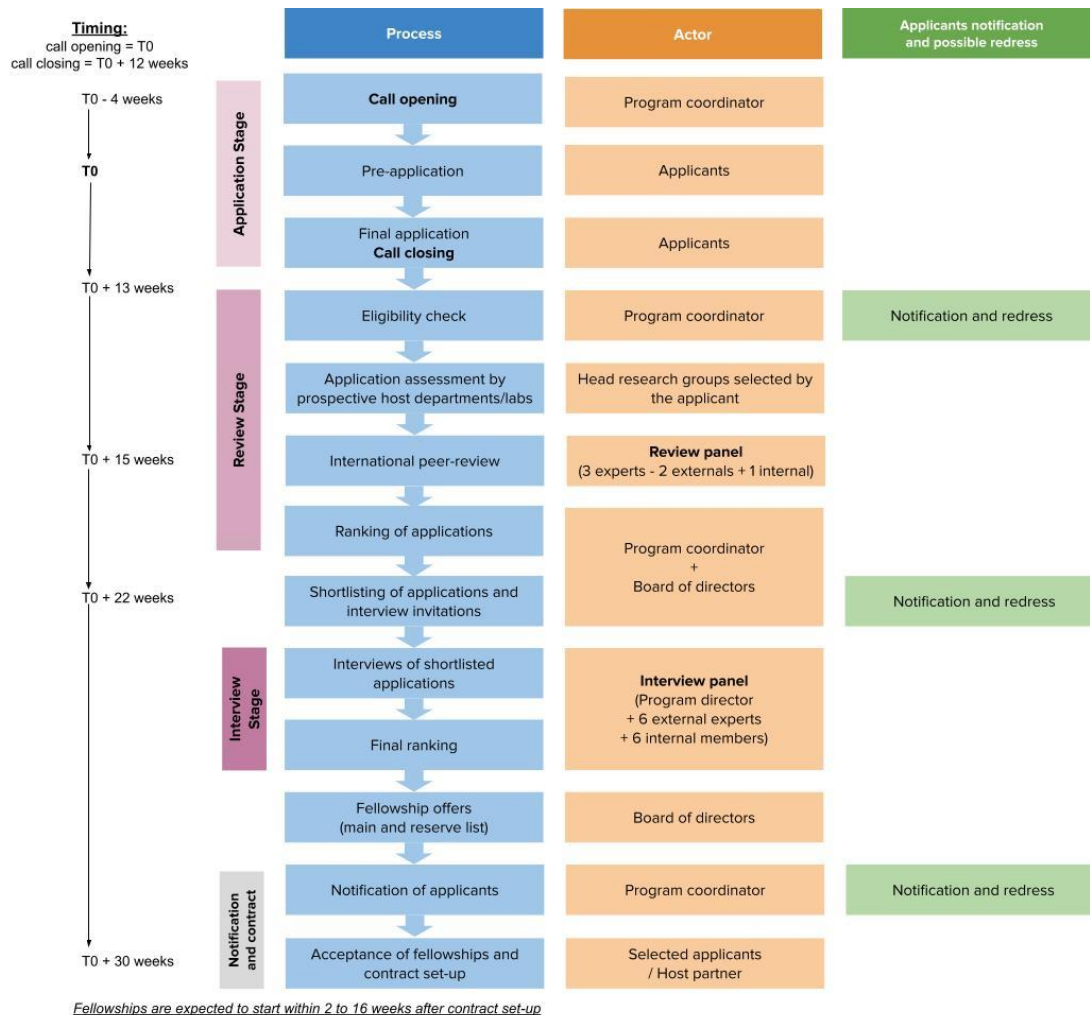 Timing:
call opening = T0
call closing = T0 + 12 weeks
Process
Actor
Applicants notification
and possible redress
T0 - 4 weeks
Application Stage
Call opening
Program coordinator
T0
Pre-application
Applicants
Final application
Call closing
Applicants
T0 + 13 weeks
Review Stage
Eligibility check
Program coordinator
Notification and redress
Application assessment by
prospective host departments/labs
Head research groups selected by
the applicant
T0 + 15 weeks
International peer-review
Review panel
(3 experts - 2 externals + 1 internal)
Ranking of applications
Program coordinator
+
Board of directors
T0 + 22 weeks
Shortlisting of applications and
interview invitations
Notification and redress
Interview
Stage
Interviews of shortlisted
applications
Interview panel
(Program director
+ 6 external experts
+ 6 internal members)
Final ranking
Fellowship offers
(main and reserve list)
Board of directors
Notification
and contract
Notification of applicants
Program coordinator
Notification and redress
T0 + 30 weeks
Acceptance of fellowships and
contract set-up
Selected applicants
/ Host partner
Fellowships are expected to start within 2 to 16 weeks after contract set-up